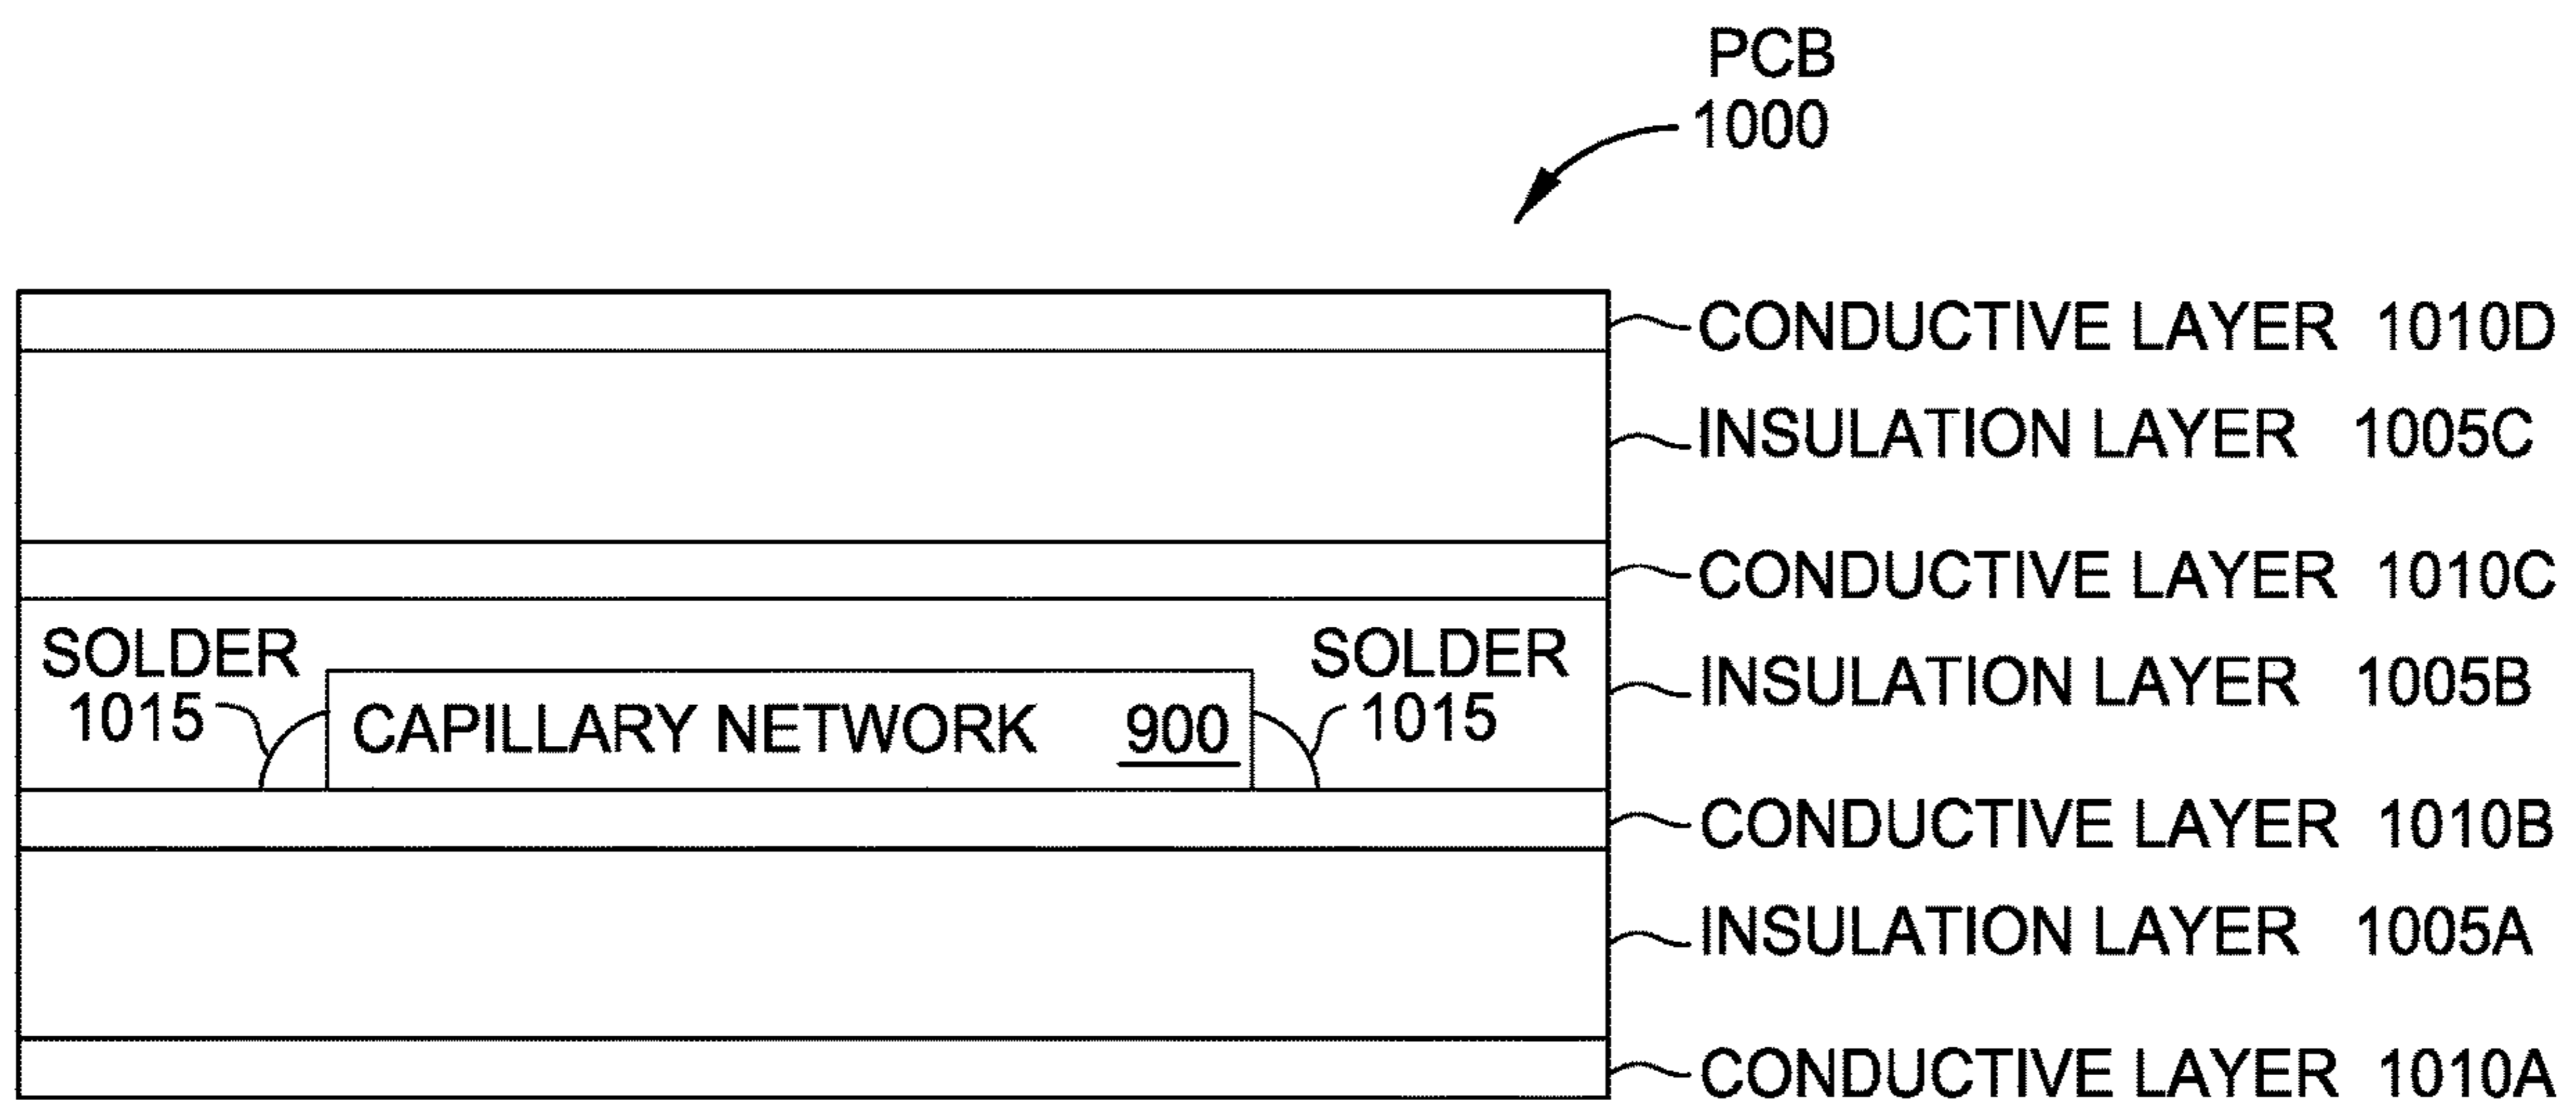 PCB
1000
CONDUCTIVE LAYER 1010D
INSULATION LAYER 1005C
CONDUCTIVE LAYER 1010C
SOLDER
1015
CAPILLARY NETWORK 900
SOLDER
1015
INSULATION LAYER 1005B
CONDUCTIVE LAYER 1010B
INSULATION LAYER 1005A
CONDUCTIVE LAYER 1010A